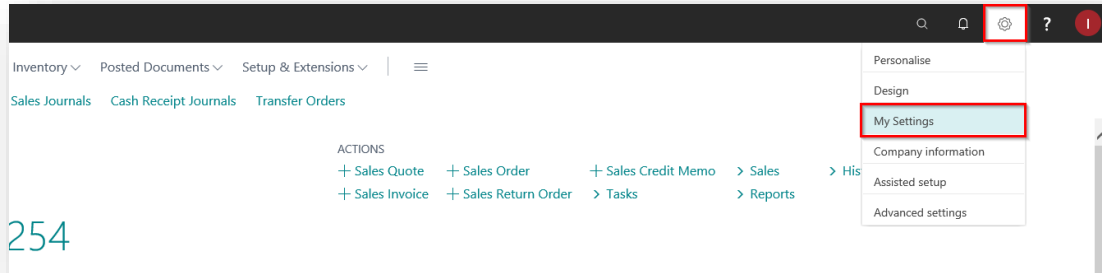 ?
I
Inventory Posted Documents Setup & Extensions
Personalise
Design
Sales Journals Cash Receipt Journals Transfer Orders
My Settings
ACTIONS
Company information
+ Sales Quote + Sales Order + Sales Credit Memo > Sales > His
Assisted setup
+ Sales Invoice + Sales Return Order > Tasks > Reports
Advanced settings
254